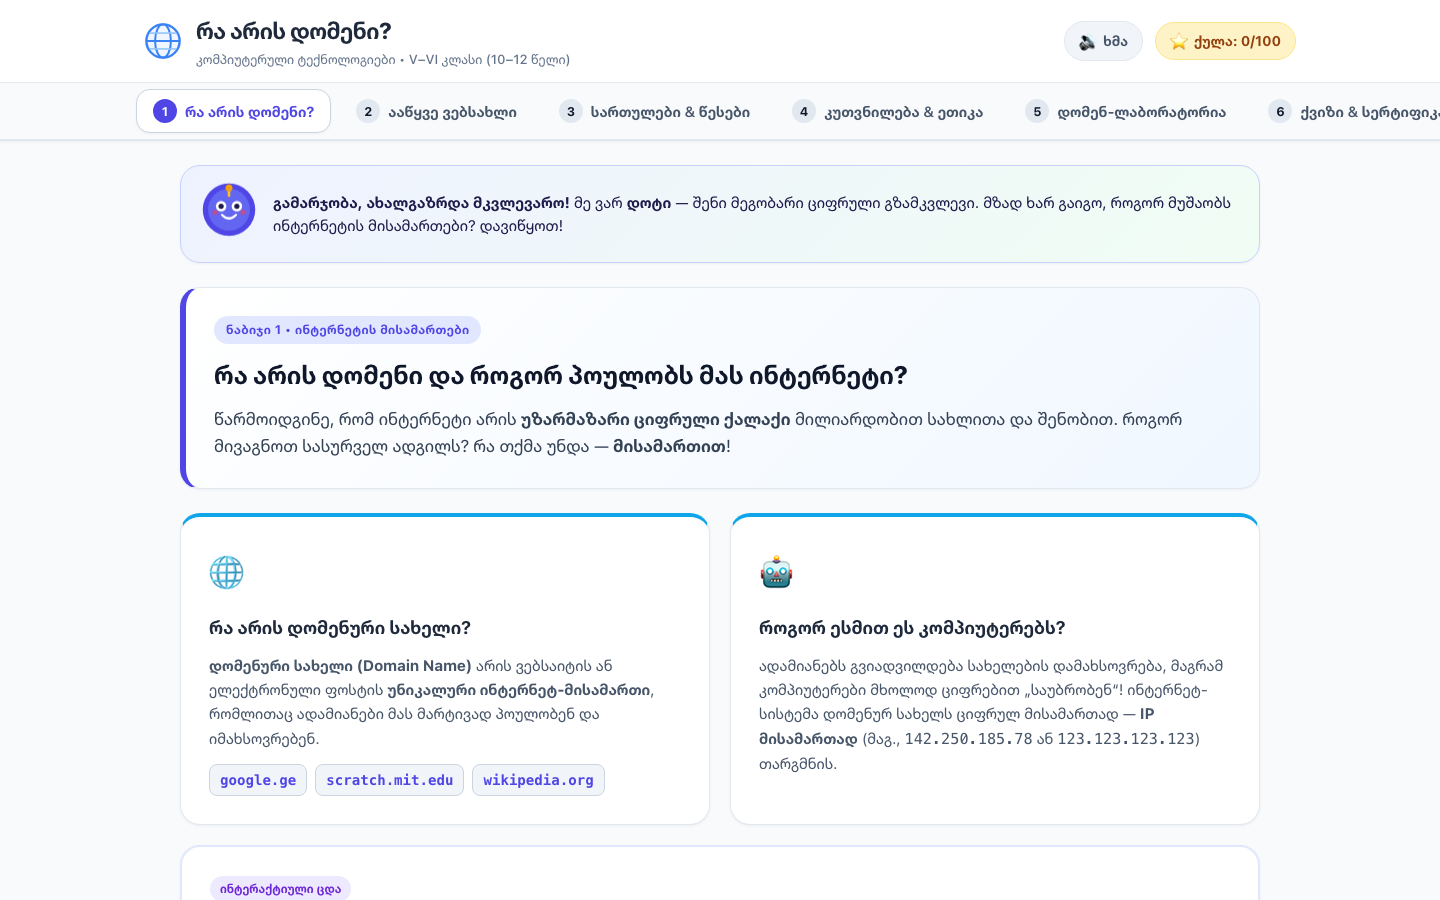 რა არის დომენი?
კომპიუტერული ტექნოლოგიები • V–VI კლასი (10–12 წელი)
ხმა
ქულა: 0/100
1 რა არის დომენი?
2 ააწყვე ვებსახლი
3 სართულები & წესები
4 კუთვნილება & ეთიკა
5 დომენ-ლაბორატორია
6 ქვიზი & სერტიფიკა
გამარჯობა, ახალგაზრდა მკვლევარო! მე ვარ დოტი — შენი მეგობარი ციფრული გზამკვლევი. მზად ხარ გაიგო, როგორ მუშაობს
ინტერნეტის მისამართები? დავიწყოთ!
ნაბიჯი 1 • ინტერნეტის მისამართები
რა არის დომენი და როგორ პოულობს მას ინტერნეტი?
წარმოიდგინე, რომ ინტერნეტი არის უზარმაზარი ციფრული ქალაქი მილიარდობით სახლითა და შენობით. როგორ
მივაგნოთ სასურველ ადგილს? რა თქმა უნდა — მისამართით!
რა არის დომენური სახელი?
დომენური სახელი (Domain Name) არის ვებსაიტის ან
ელექტრონული ფოსტის უნიკალური ინტერნეტ-მისამართი,
რომლითაც ადამიანები მას მარტივად პოულობენ და
იმახსოვრებენ.
google.ge scratch.mit.edu wikipedia.org
როგორ ესმით ეს კომპიუტერებს?
ადამიანებს გვიადვილდება სახელების დამახსოვრება, მაგრამ
კომპიუტერები მხოლოდ ციფრებით „საუბრობენ“! ინტერნეტ-
სისტემა დომენურ სახელს ციფრულ მისამართად — IP
მისამართად (მაგ., 142.250.185.78 ან 123.123.123.123)
თარგმნის.
ინტერაქტიული ცდა